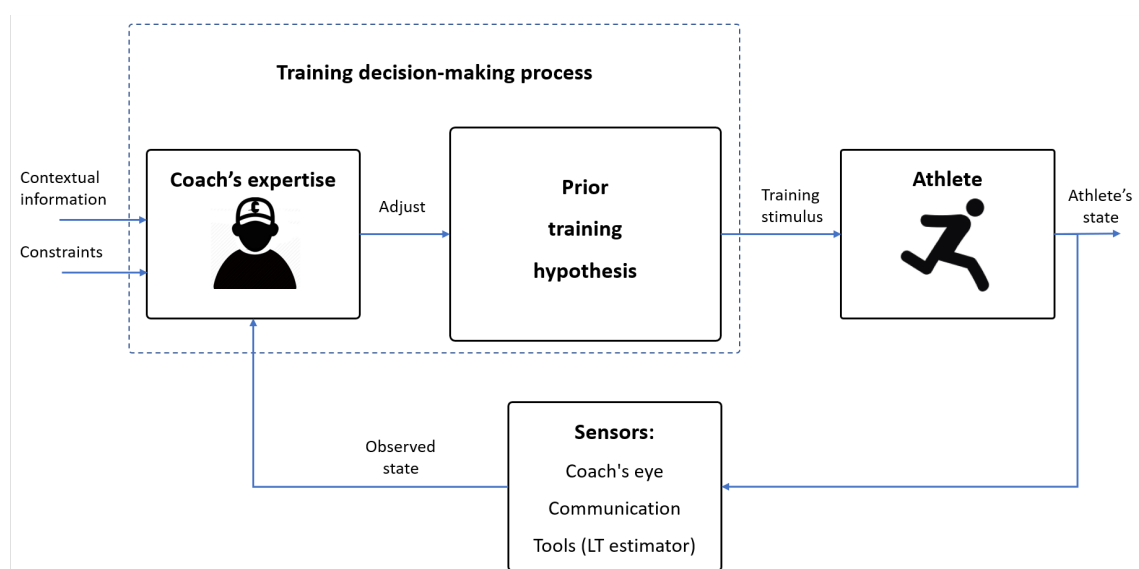 Training decision-making process
Contextual
information
Constraints
Coach’s expertise
C
Adjust
Prior
training
hypothesis
Training
stimulus
Athlete
Athlete’s
state
Observed
state
Sensors:
Coach's eye
Communication
Tools (LT estimator)